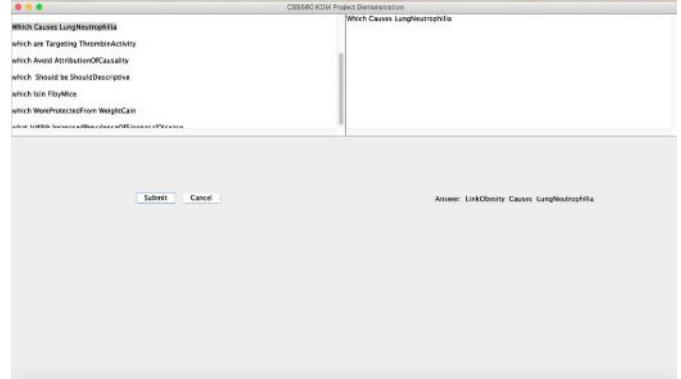 CS5560 KDM Project Demonstration
Which Causes LungNeutrophilia
which are Targeting ThrombinActivity
which Avoid AttributionOfCausality
which Should be ShouldDescriptive
which IsIn FibyMice
which WereProtectedFrom WeightGain
Which Causes LungNeutrophilia
Submit
Cancel
Answer: LinkObesity Causes LungNeutrophilia